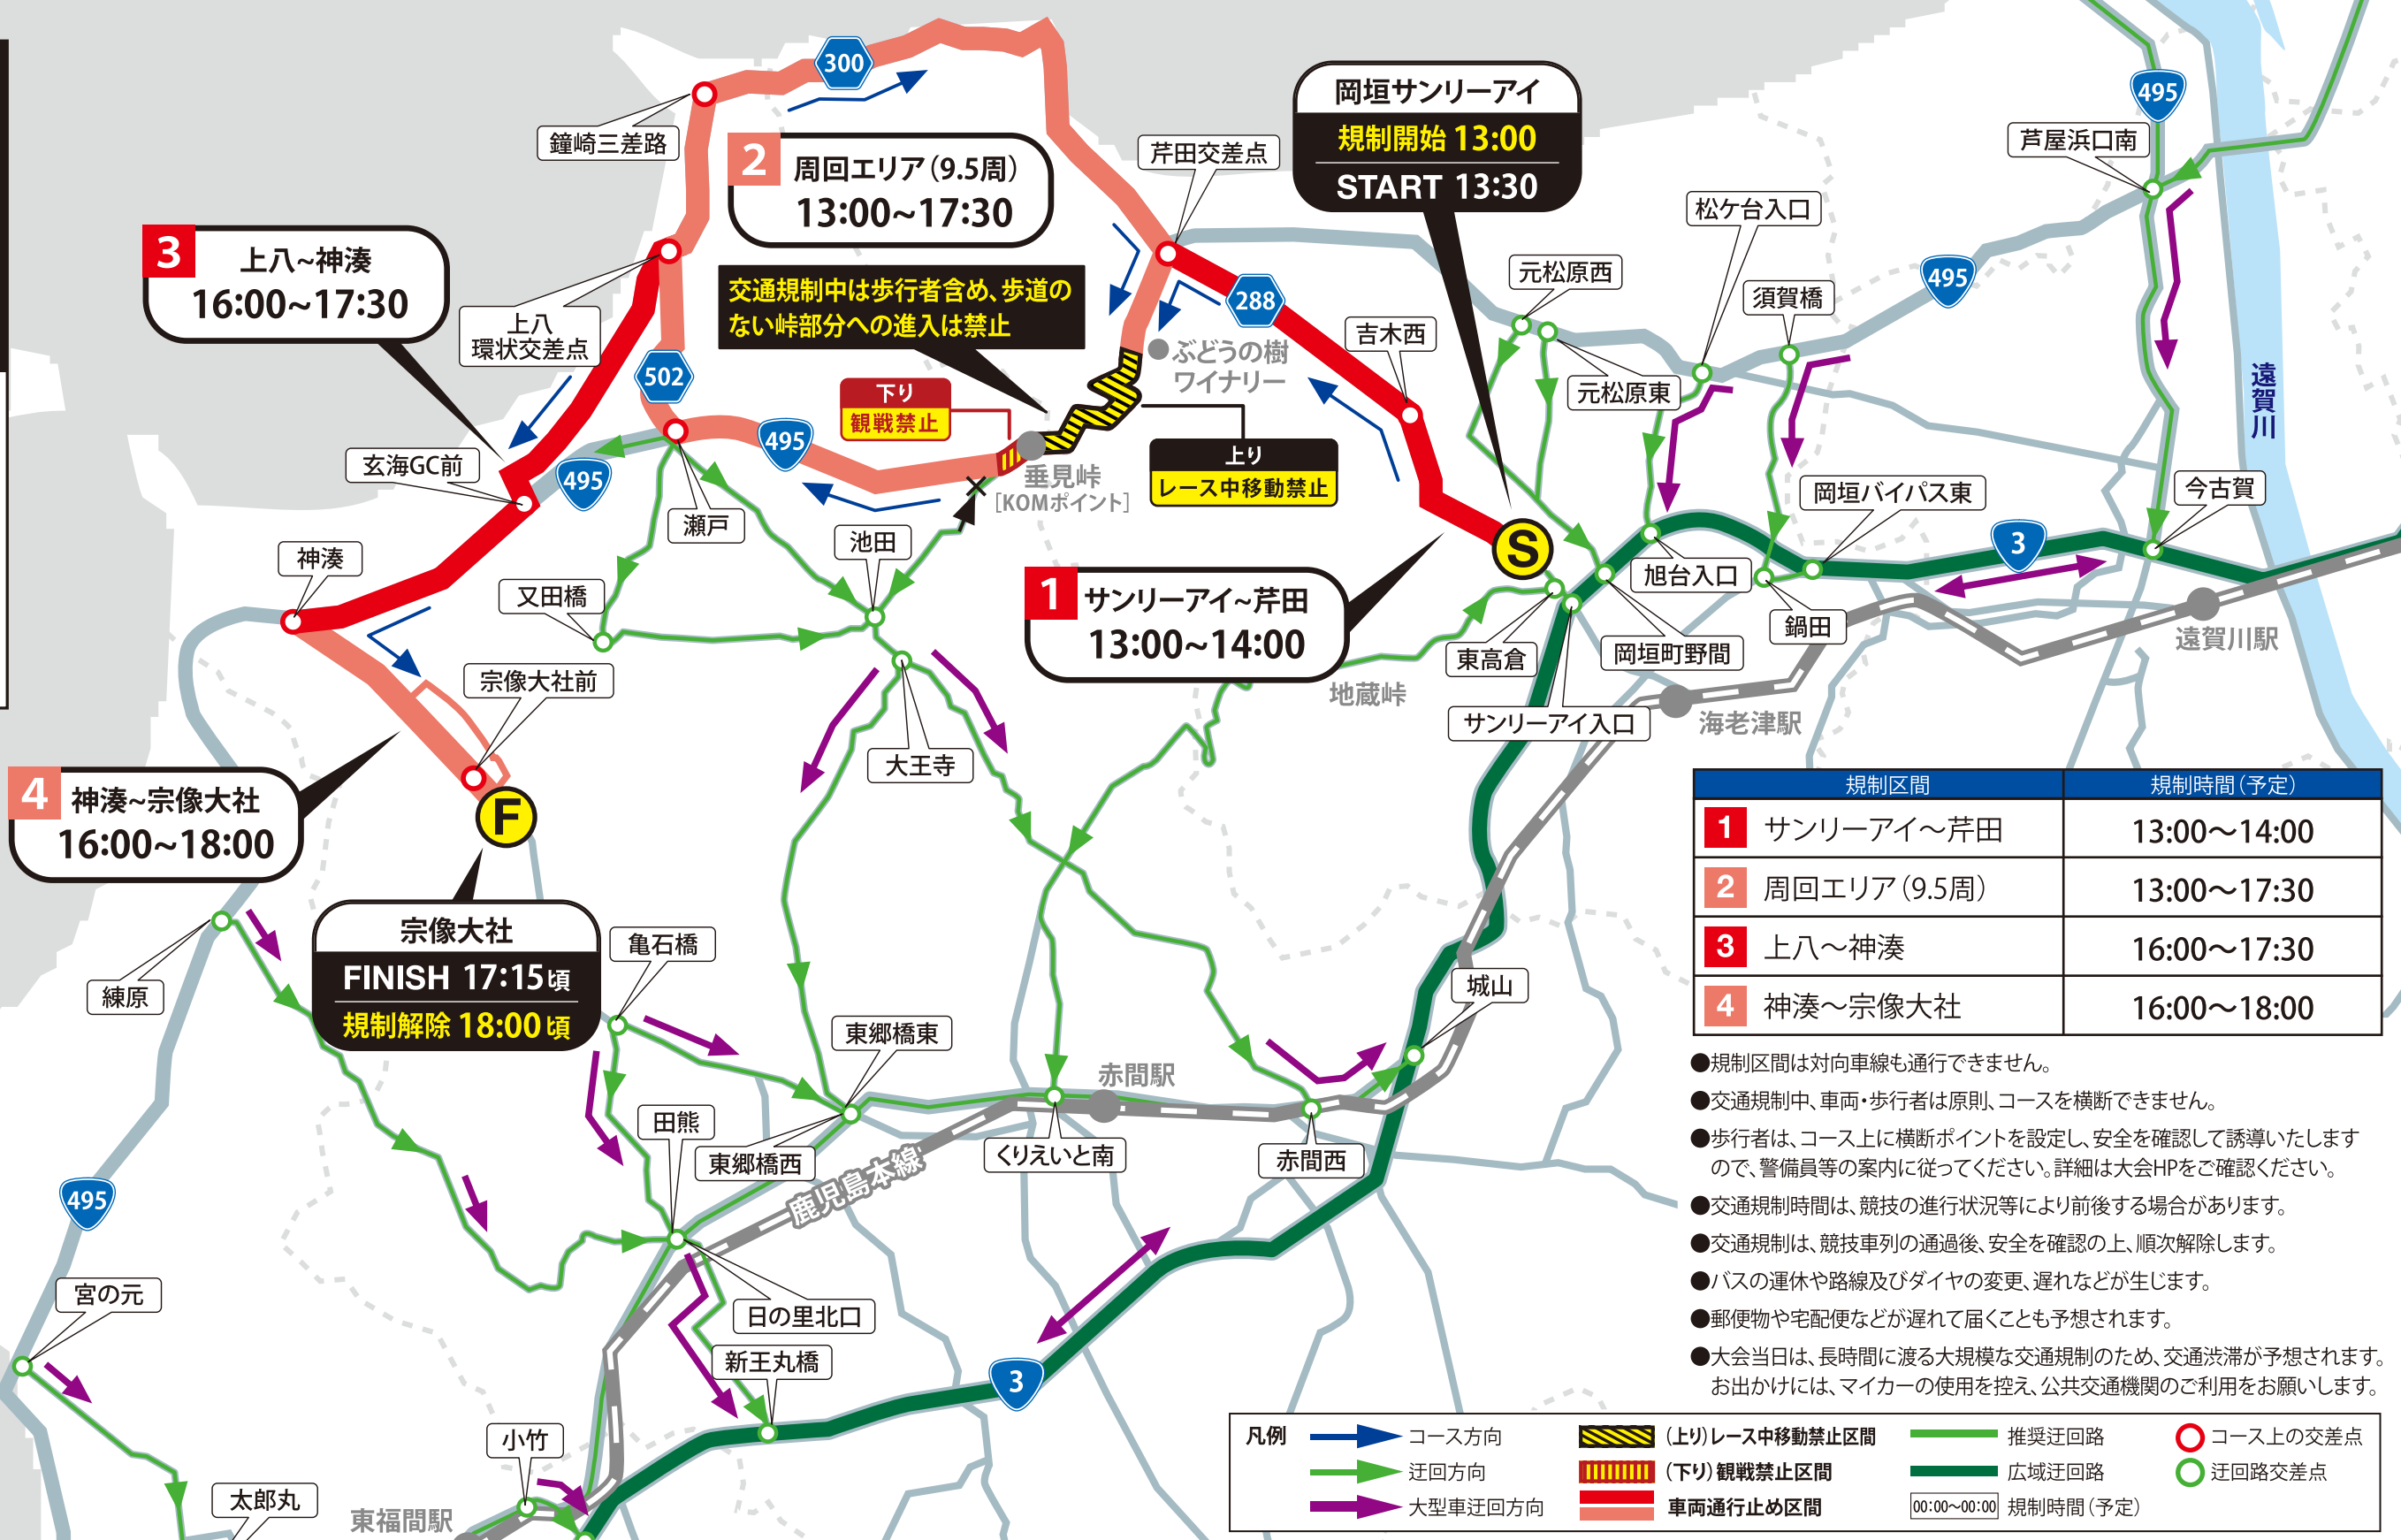 300
495
岡垣サンリーアイ
規制開始 13:00
START 13:30
鐘崎三差路
2
周回エリア（9.5周）
13:00~17:30
芹田交差点
芦屋浜口南
松ケ台入口
3
上八~神湊
16:00~17:30
交通規制中は歩行者含め、歩道の
ない峠部分への進入は禁止
288
元松原西
須賀橋
495
上八
環状交差点
吉木西
ぶどうの樹
ワイナリー
502
下り
観戦禁止
元松原東
遠賀川
495
玄海GC前
495
上り
レース中移動禁止
垂見峠
［KOMポイント］
岡垣バイパス東
今古賀
瀬戸
池田
神湊
S
3
旭台入口
又田橋
1
サンリーアイ~芹田
13:00~14:00
鍋田
遠賀川駅
東高倉
岡垣町野間
宗像大社前
地蔵峠
サンリーアイ入口
海老津駅
大王寺
4
神湊~宗像大社
16:00~18:00
F
規制区間
規制時間（予定）
1 サンリーアイ～芹田
13:00～14:00
2 周回エリア（9.5周）
13:00～17:30
3 上八～神湊
16:00～17:30
4 神湊～宗像大社
16:00～18:00
宗像大社
FINISH 17:15頃
規制解除 18:00頃
亀石橋
練原
城山
東郷橋東
赤間駅
田熊
東郷橋西
鹿児島本線
くりえいと南
赤間西
495
●規制区間は対向車線も通行できません。
●交通規制中、車両・歩行者は原則、コースを横断できません。
●歩行者は、コース上に横断ポイントを設定し、安全を確認して誘導いたします
ので、警備員等の案内に従ってください。詳細は大会HPをご確認ください。
●交通規制時間は、競技の進行状況等により前後する場合があります。
●交通規制は、競技車列の通過後、安全を確認の上、順次解除します。
●バスの運休や路線及びダイヤの変更、遅れなどが生じます。
●郵便物や宅配便などが遅れて届くことも予想されます。
●大会当日は、長時間に渡る大規模な交通規制のため、交通渋滞が予想されます。
お出かけには、マイカーの使用を控え、公共交通機関のご利用をお願いします。
宮の元
日の里北口
新王丸橋
3
小竹
太郎丸
東福間駅
凡例
コース方向
迂回方向
大型車迂回方向
（上り）レース中移動禁止区間
（下り）観戦禁止区間
車両通行止め区間
推奨迂回路
広域迂回路
00:00～00:00 規制時間（予定）
コース上の交差点
迂回路交差点